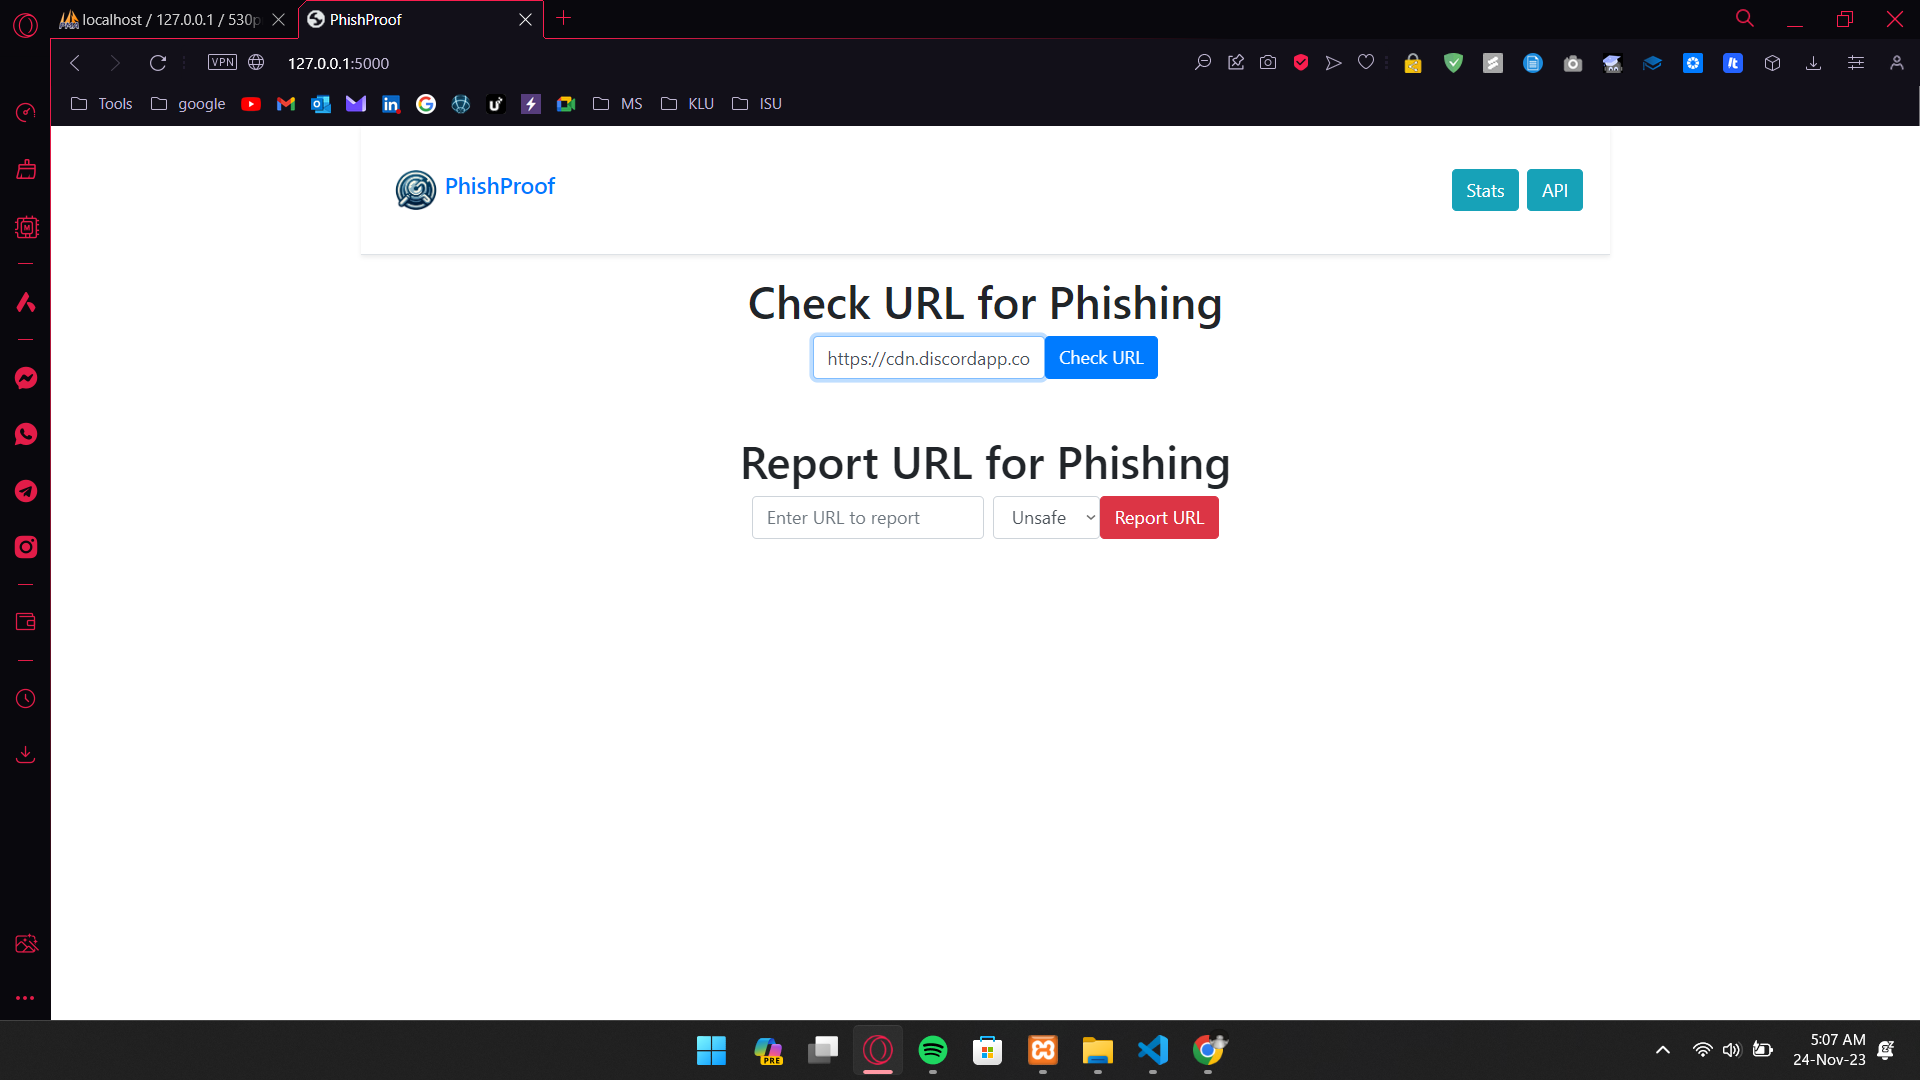 localhost / 127.0.0.1 / 530p
PhishProof
VPN
127.0.0.1:5000
Tools
google
MS
KLU
ISU
PhishProof
Stats
API
Check URL for Phishing
https://cdn.discordapp.co
Check URL
Report URL for Phishing
Enter URL to report
Unsafe
Report URL
PRE
5:07 AM
24-Nov-23